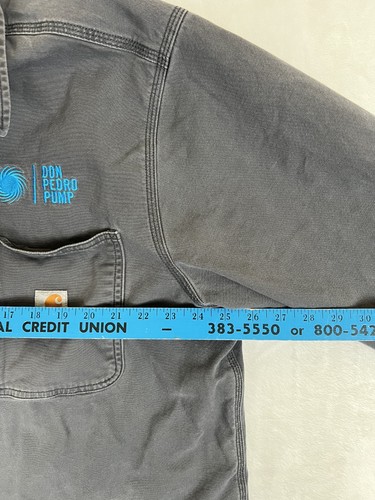 DON
PEDRO
PUMP
17 18 19 20 21 22 23 24 25 26 27 28 29 30
AL CREDIT UNION — 383-5550 or 800-542